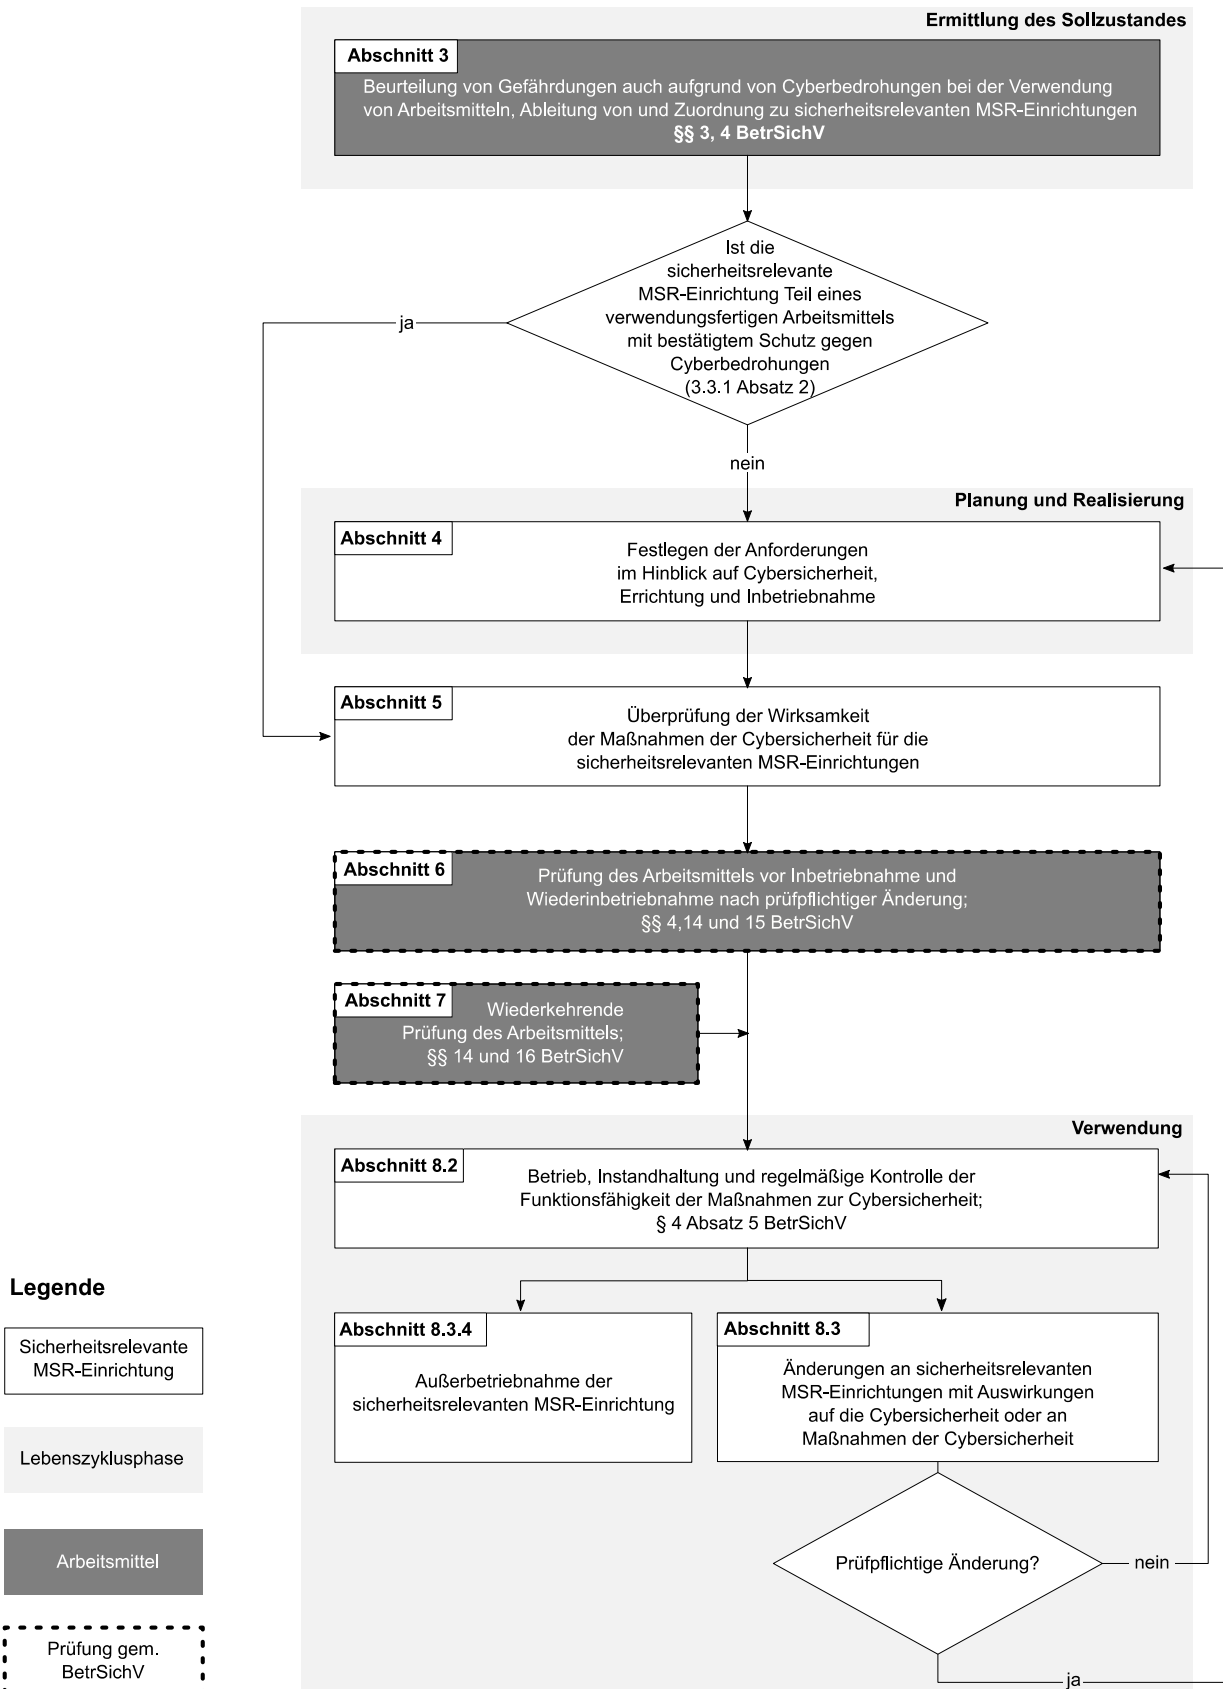 Ermittlung des Sollzustandes
Abschnitt 3
Beurteilung von Gefährdungen auch aufgrund von Cyberbedrohungen bei der Verwendung
von Arbeitsmitteln, Ableitung von und Zuordnung zu sicherheitsrelevanten MSR-Einrichtungen
§§ 3, 4 BetrSichV
Ist die
sicherheitsrelevante
MSR-Einrichtung Teil eines
verwendungsfertigen Arbeitsmittels
mit bestätigtem Schutz gegen
Cyberbedrohungen
(3.3.1 Absatz 2)
ja
nein
Planung und Realisierung
Abschnitt 4
Festlegen der Anforderungen
im Hinblick auf Cybersicherheit,
Errichtung und Inbetriebnahme
Abschnitt 5
Überprüfung der Wirksamkeit
der Maßnahmen der Cybersicherheit für die
sicherheitsrelevanten MSR-Einrichtungen
Abschnitt 6
Prüfung des Arbeitsmittels vor Inbetriebnahme und
Wiederinbetriebnahme nach prüfpflichtiger Änderung;
§§ 4,14 und 15 BetrSichV
Abschnitt 7
Wiederkehrende
Prüfung des Arbeitsmittels;
§§ 14 und 16 BetrSichV
Verwendung
Abschnitt 8.2
Betrieb, Instandhaltung und regelmäßige Kontrolle der
Funktionsfähigkeit der Maßnahmen zur Cybersicherheit;
§ 4 Absatz 5 BetrSichV
Abschnitt 8.3.4
Außerbetriebnahme der
sicherheitsrelevanten MSR-Einrichtung
Abschnitt 8.3
Änderungen an sicherheitsrelevanten
MSR-Einrichtungen mit Auswirkungen
auf die Cybersicherheit oder an
Maßnahmen der Cybersicherheit
Prüfpflichtige Änderung?
nein
ja
Legende
Sicherheitsrelevante
MSR-Einrichtung
Lebenszyklusphase
Arbeitsmittel
Prüfung gem.
BetrSichV